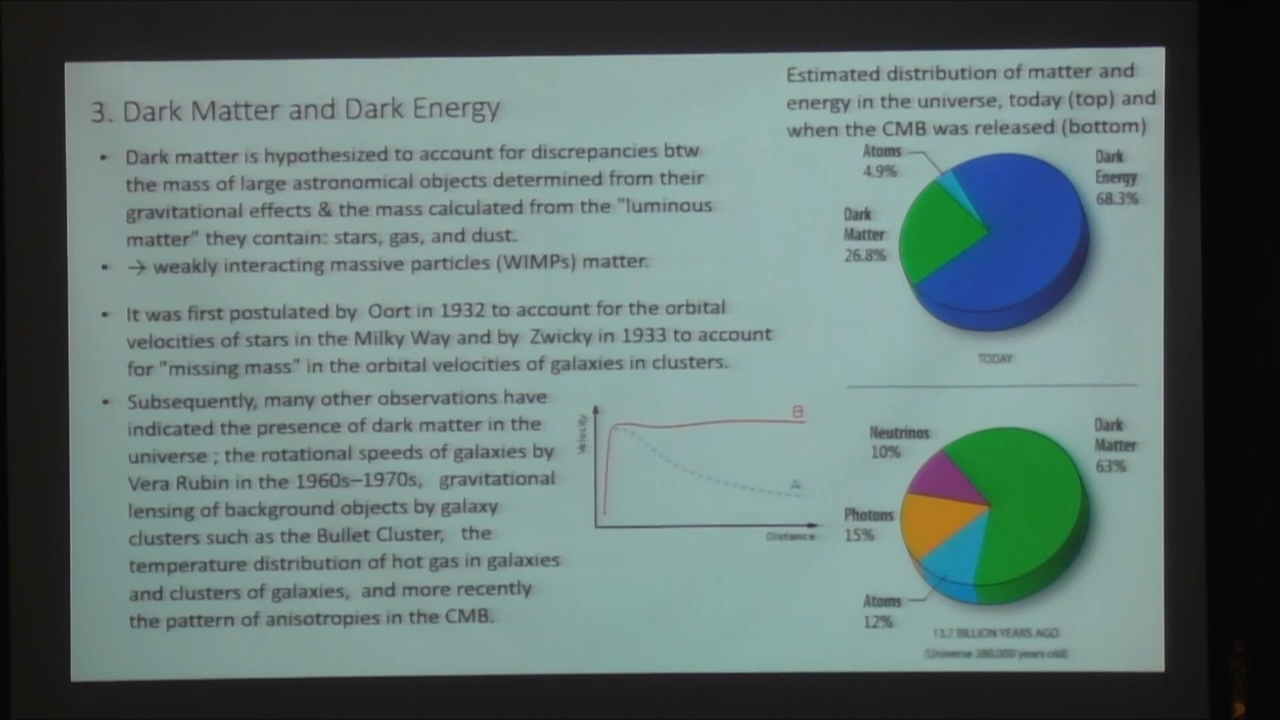 3. Dark Matter and Dark Energy
• Dark matter is hypothesized to account for discrepancies btw
the mass of large astronomical objects determined from their
gravitational effects & the mass calculated from the "luminous
matter" they contain: stars, gas, and dust.
• → weakly interacting massive particles (WIMPs) matter.
• It was first postulated by Oort in 1932 to account for the orbital
velocities of stars in the Milky Way and by Zwicky in 1933 to account
for "missing mass" in the orbital velocities of galaxies in clusters.
• Subsequently, many other observations have
indicated the presence of dark matter in the
universe ; the rotational speeds of galaxies by
Vera Rubin in the 1960s–1970s, gravitational
lensing of background objects by galaxy
clusters such as the Bullet Cluster, the
temperature distribution of hot gas in galaxies
and clusters of galaxies, and more recently
the pattern of anisotropies in the CMB.
Velocity
B
A
Distance
Estimated distribution of matter and
energy in the universe, today (top) and
when the CMB was released (bottom)
Atoms
4.9%
Dark
Energy
68.3%
Dark
Matter
26.8%
TODAY
Neutrinos
10%
Dark
Matter
63%
Photons
15%
Atoms
12%
13.7 BILLION YEARS AGO
(Universe 380,000 years old)